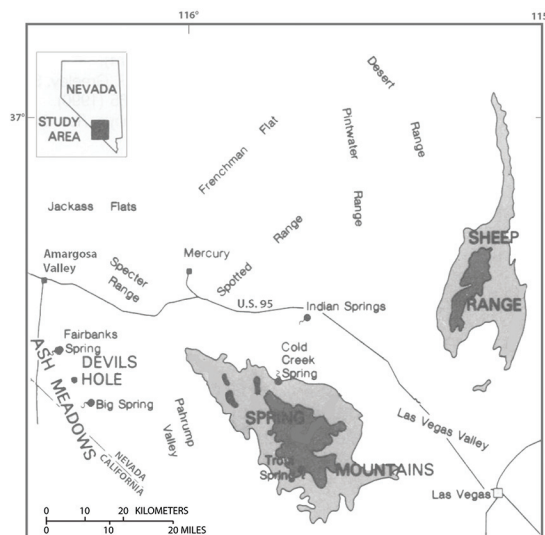 116°
115
37°
NEVADA
STUDY
AREA
Desert
Range
Pintwater
Range
Frenchman Flat
Jackass Flats
Spotted Range
Specter
Range
Mercury
Amargosa
Valley
U.S. 95
Indian Springs
SHEEP
RANGE
Fairbanks
Spring
DEVILS
HOLE
Cold
Creek
Spring
ASH MEADOWS
Big Spring
Pahrump
Valley
SPRING
MOUNTAINS
Trout
Spring
Las Vegas Valley
Las Vegas
NEVADA
CALIFORNIA
0 10 20 KILOMETERS
0 10 20 MILES